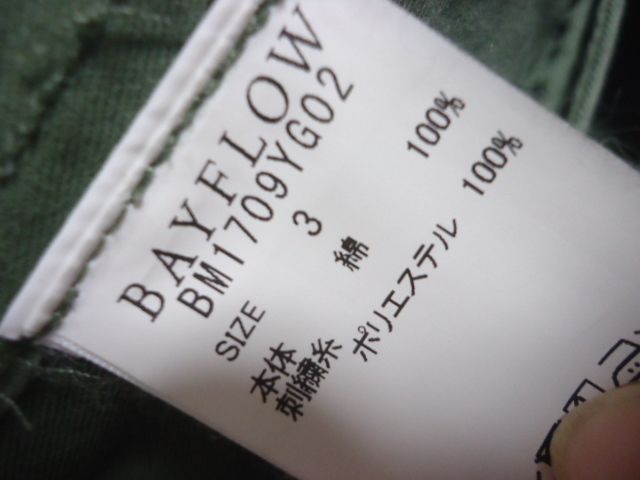 BAYFLOW
BM1709YG02
SIZE 3
本体 綿 100%
刺繍糸 ポリエステル 100%